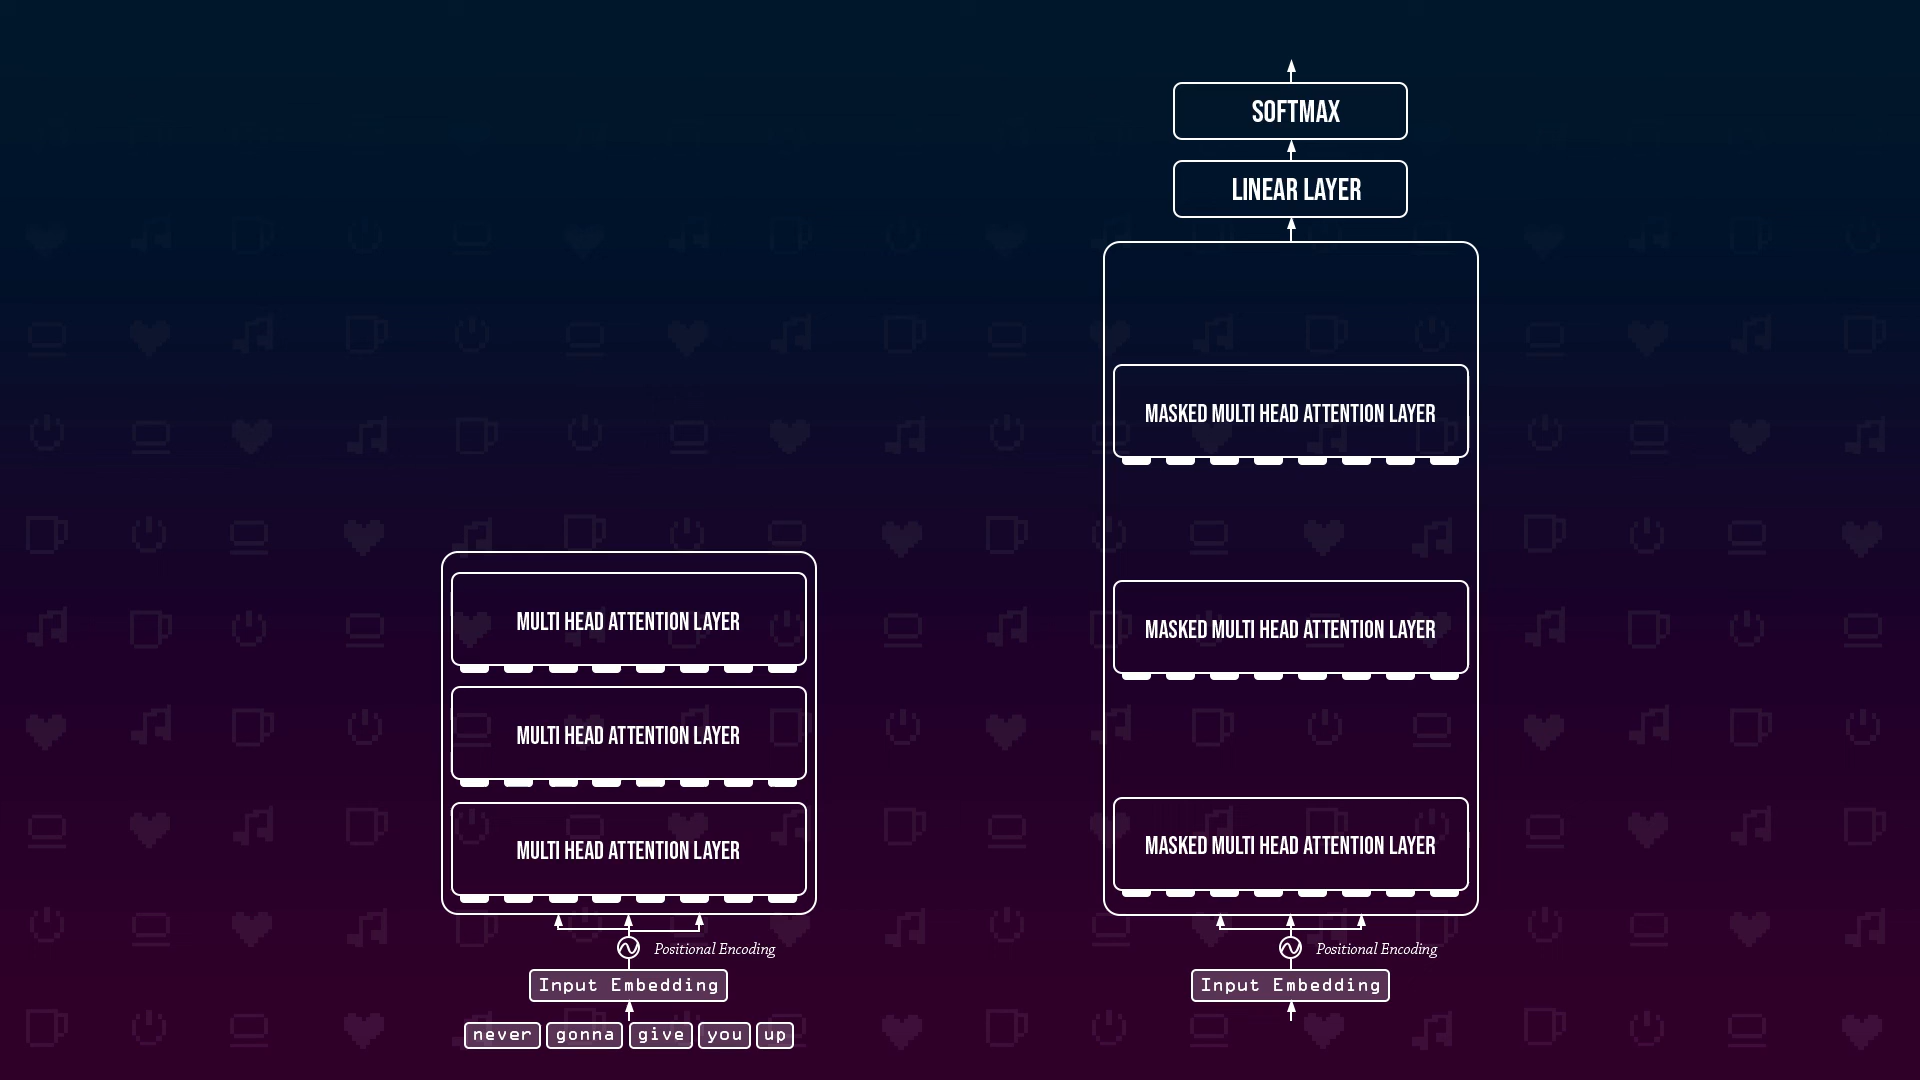 SOFTMAX
LINEAR LAYER
MASKED MULTI HEAD ATTENTION LAYER
MASKED MULTI HEAD ATTENTION LAYER
MASKED MULTI HEAD ATTENTION LAYER
Positional Encoding
Input Embedding
MULTI HEAD ATTENTION LAYER
MULTI HEAD ATTENTION LAYER
MULTI HEAD ATTENTION LAYER
Positional Encoding
Input Embedding
never gonna give you up